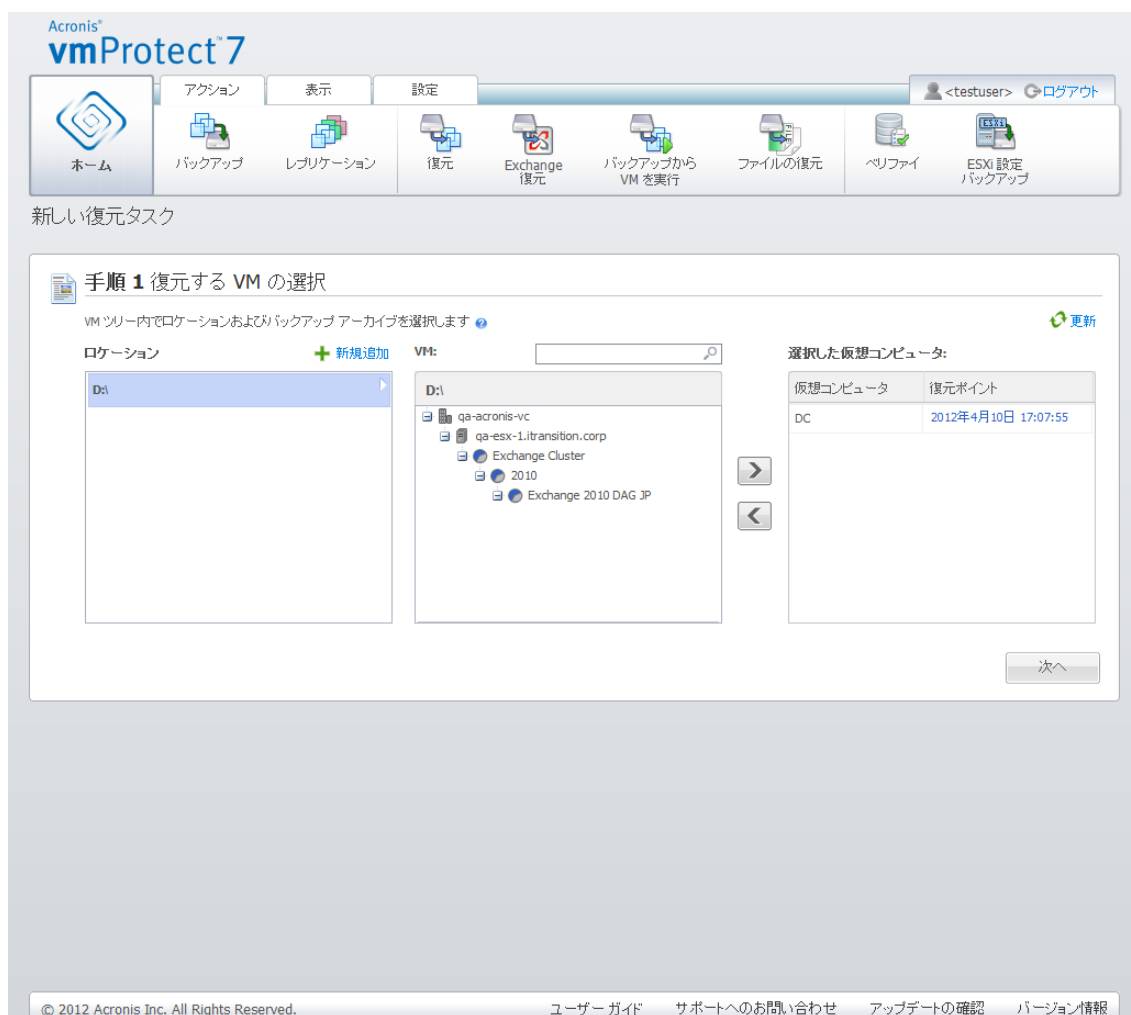 Acronis®
vmProtect™7
アクション 表示 設定
<testuser> ログアウト
ホーム
バックアップ
レプリケーション
復元
Exchange
復元
バックアップから
VM を実行
ファイルの復元
ベリファイ
ESXi 設定
バックアップ
新しい復元タスク
手順 1 復元する VM の選択
VM ツリー内でロケーションおよびバックアップ アーカイブを選択します
更新
ロケーション
新規追加
VM:
選択した仮想コンピュータ:
D:\
D:\
仮想コンピュータ 復元ポイント
qa-acronis-vc
DC 2012年4月10日 17:07:55
qa-esx-1.itransition.corp
Exchange Cluster
2010
Exchange 2010 DAG JP
次へ
© 2012 Acronis Inc. All Rights Reserved.
ユーザー ガイド サポートへのお問い合わせ アップデートの確認 バージョン情報